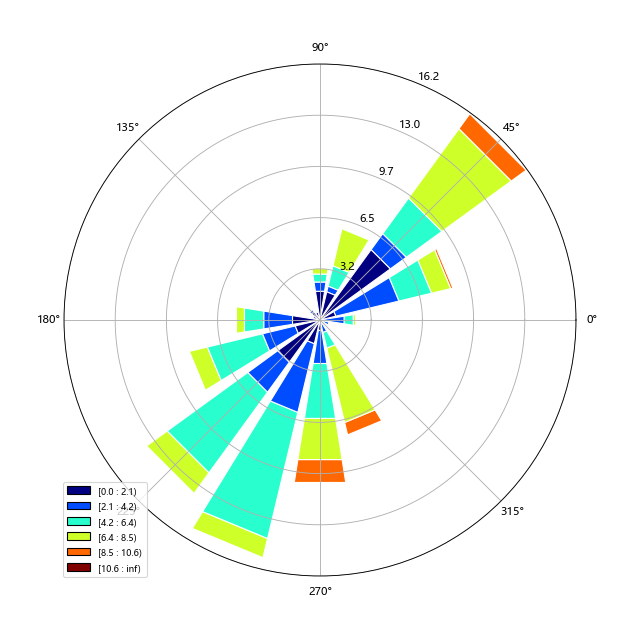 90°
16.2
13.0
135°
45°
9.7
6.5
3.2
180°
0°
[0.0 : 2.1)
[2.1 : 4.2)
225°
315°
[4.2 : 6.4)
[6.4 : 8.5)
[8.5 : 10.6)
[10.6 : inf)
270°